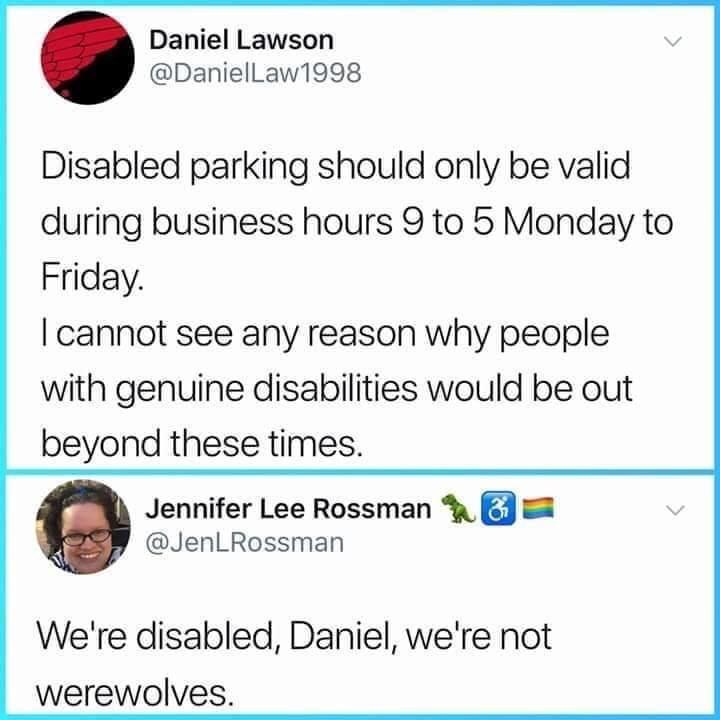 Daniel Lawson
@DanielLaw1998
Disabled parking should only be valid
during business hours 9 to 5 Monday to
Friday.
I cannot see any reason why people
with genuine disabilities would be out
beyond these times.
Jennifer Lee Rossman 🦖♿🏳️‍🌈
@JenLRossman
We're disabled, Daniel, we're not
werewolves.